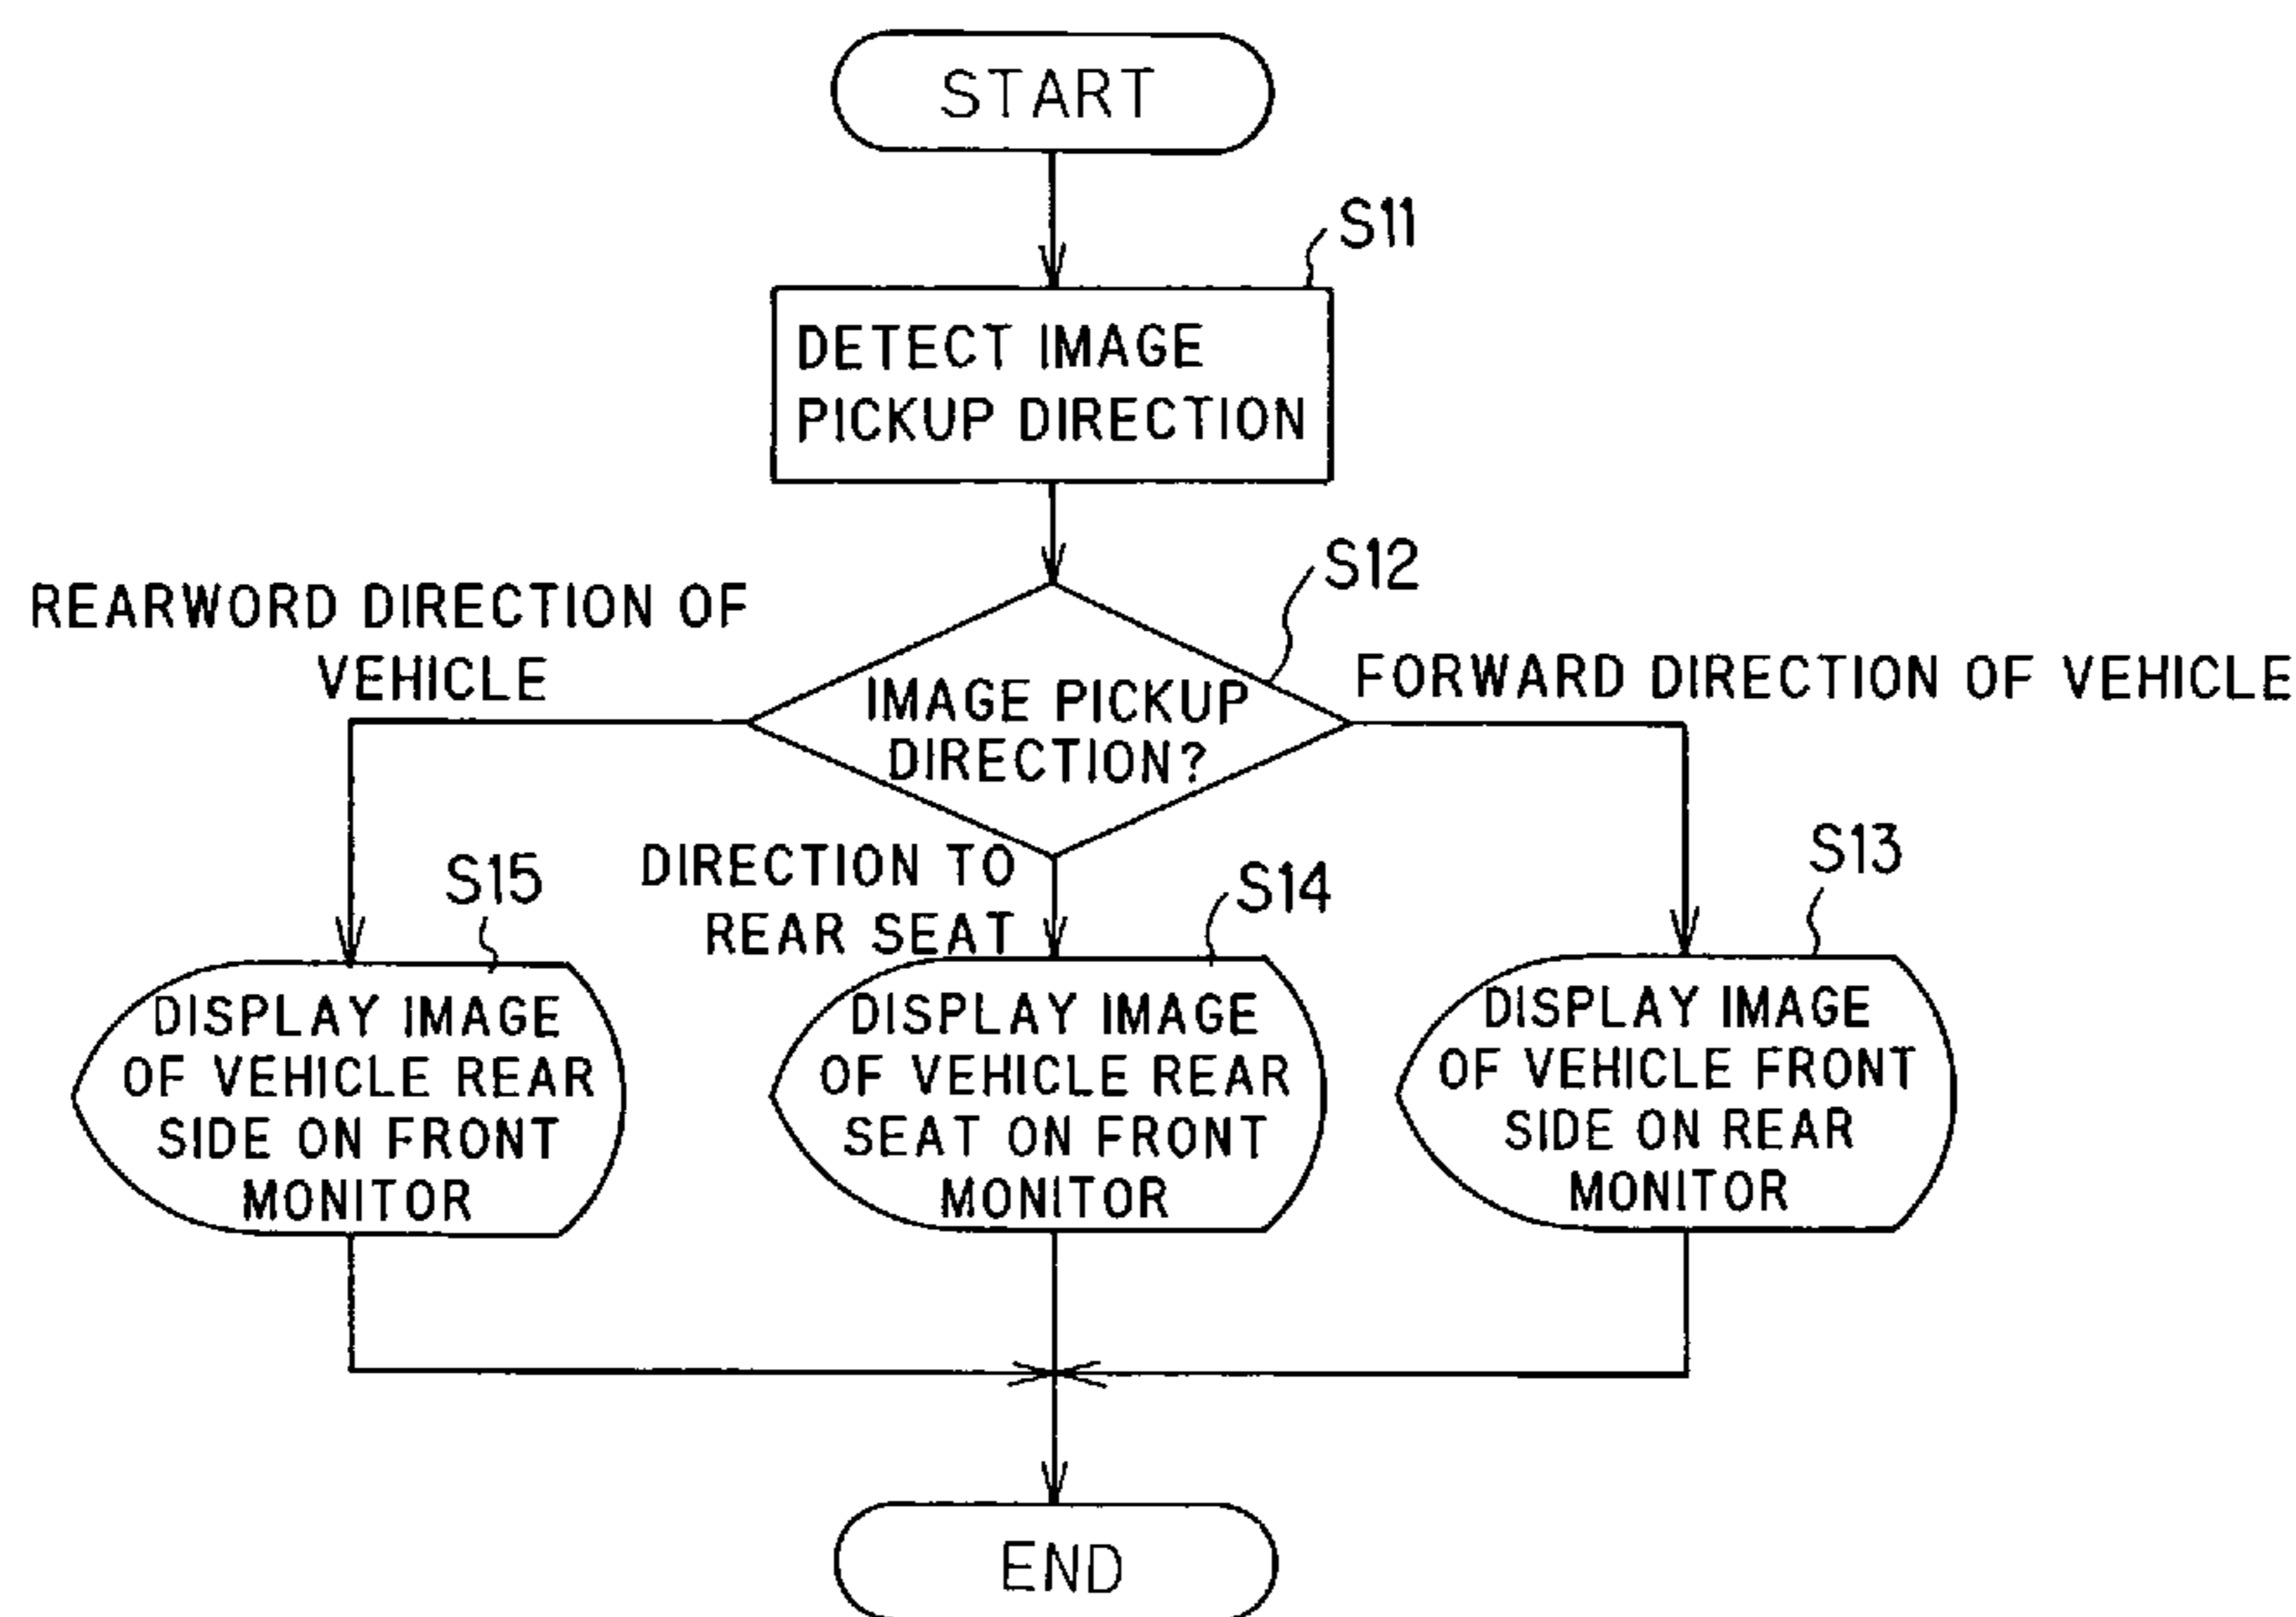 START
S11
DETECT IMAGE
PICKUP DIRECTION
S12
REARWORD DIRECTION OF
VEHICLE
IMAGE PICKUP
DIRECTION?
FORWARD DIRECTION OF VEHICLE
S15
DIRECTION TO
REAR SEAT
S14
S13
DISPLAY IMAGE
OF VEHICLE REAR
SIDE ON FRONT
MONITOR
DISPLAY IMAGE
OF VEHICLE REAR
SEAT ON FRONT
MONITOR
DISPLAY IMAGE
OF VEHICLE FRONT
SIDE ON REAR
MONITOR
END